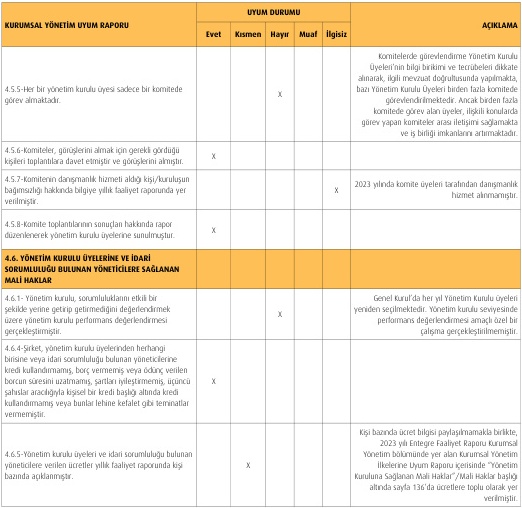 KURUMSAL YÖNETİM UYUM RAPORU
UYUM DURUMU
AÇIKLAMA
Evet
Kısmen
Hayır
Muaf
İlgisiz
4.5.5-Her bir yönetim kurulu üyesi sadece bir komitede
görev almaktadır.
X
Komitelerde görevlendirme Yönetim Kurulu
Üyeleri'nin bilgi birikimi ve tecrübeleri dikkate
alınarak, ilgili mevzuat doğrultusunda yapılmakta,
bazı Yönetim Kurulu Üyeleri birden fazla komitede
görevlendirilmektedir. Ancak birden fazla
komitede görev alan üyeler, ilişkili konularda
görev yapan komiteler arası iletişimi sağlamakta
ve iş birliği imkanlarını artırmaktadır.
4.5.6-Komiteler, görüşlerini almak için gerekli gördüğü
kişileri toplantılara davet etmiştir ve görüşlerini almıştır.
X
4.5.7-Komitenin danışmanlık hizmeti aldığı kişi/kuruluşun
bağımsızlığı hakkında bilgiye yıllık faaliyet raporunda yer
verilmiştir.
X
2023 yılında komite üyeleri tarafından danışmanlık
hizmet alınmamıştır.
4.5.8-Komite toplantılarının sonuçları hakkında rapor
düzenlenerek yönetim kurulu üyelerine sunulmuştur.
X
4.6. YÖNETİM KURULU ÜYELERİNE VE İDARİ
SORUMLULUĞU BULUNAN YÖNETİCİLERE SAĞLANAN
MALİ HAKLAR
4.6.1- Yönetim kurulu, sorumluluklarını etkili bir
şekilde yerine getirip getirmediğini değerlendirmek
üzere yönetim kurulu performans değerlendirmesi
gerçekleştirmiştir.
X
Genel Kurul'da her yıl Yönetim Kurulu üyeleri
yeniden seçilmektedir. Yönetim kurulu seviyesinde
performans değerlendirmesi amaçlı özel bir
çalışma gerçekleştirilmemiştir.
4.6.4-Şirket, yönetim kurulu üyelerinden herhangi
birisine veya idari sorumluluğu bulunan yöneticilerine
kredi kullandırmamış, borç vermemiş veya ödünç verilen
borcun süresini uzatmamış, şartları iyileştirmemiş, üçüncü
şahıslar aracılığıyla kişisel bir kredi başlığı altında kredi
kullandırmamış veya bunlar lehine kefalet gibi teminatlar
vermemiştir.
X
4.6.5-Yönetim kurulu üyeleri ve idari sorumluluğu bulunan
yöneticilere verilen ücretler yıllık faaliyet raporunda kişi
bazında açıklanmıştır.
X
Kişi bazında ücret bilgisi paylaşılmamakla birlikte,
2023 yılı Entegre Faaliyet Raporu Kurumsal
Yönetim bölümünde yer alan Kurumsal Yönetim
İlkelerine Uyum Raporu içerisinde "Yönetim
Kuruluna Sağlanan Mali Haklar"/Mali Haklar başlığı
altında sayfa 136'da ücretlere toplu olarak yer
verilmiştir.